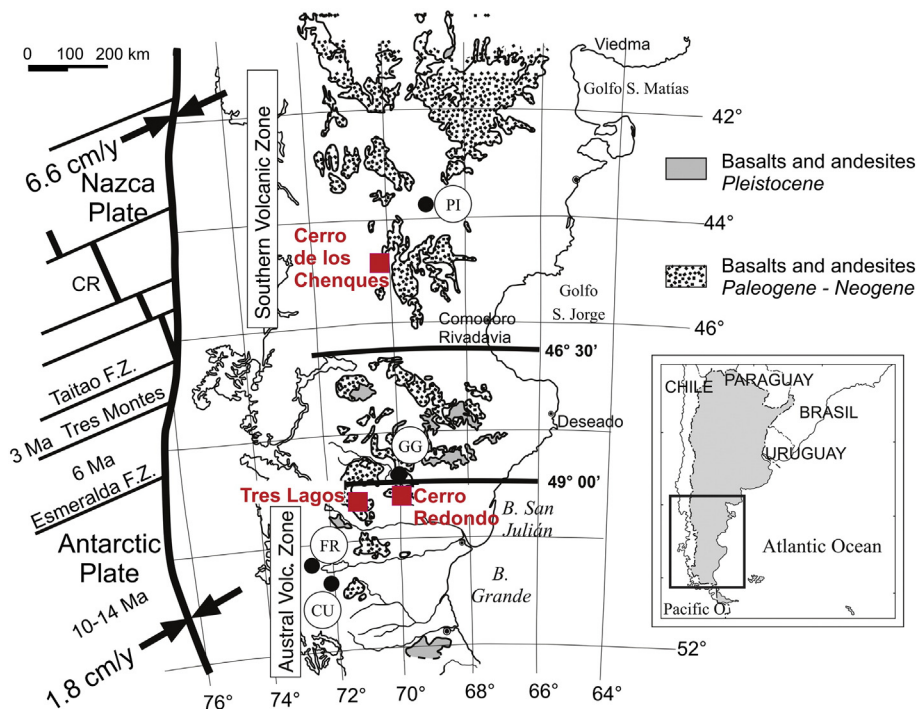 0 100 200 km
Viedma
Golfo S. Matías
42°
6.6 cm/y
Nazca
Plate
Southern Volcanic Zone
Basalts and andesites
Pleistocene
PI
44°
Cerro
de los
Chenques
CR
Basalts and andesites
Paleogene - Neogene
Golfo
S. Jorge
Comodoro
Rivadavia
46°
46° 30'
Taitao F.Z.
3 Ma Tres Montes
6 Ma
Esmeralda F.Z.
Deseado
GG
49° 00'
Tres Lagos
Cerro
Redondo
B. San
Julián
Antarctic
Plate
Austral Volc. Zone
FR
CU
B.
Grande
10-14 Ma
1.8 cm/y
52°
76° 74° 72° 70° 68° 66° 64°
CHILE
PARAGUAY
BRASIL
URUGUAY
Atlantic Ocean
Pacific O.